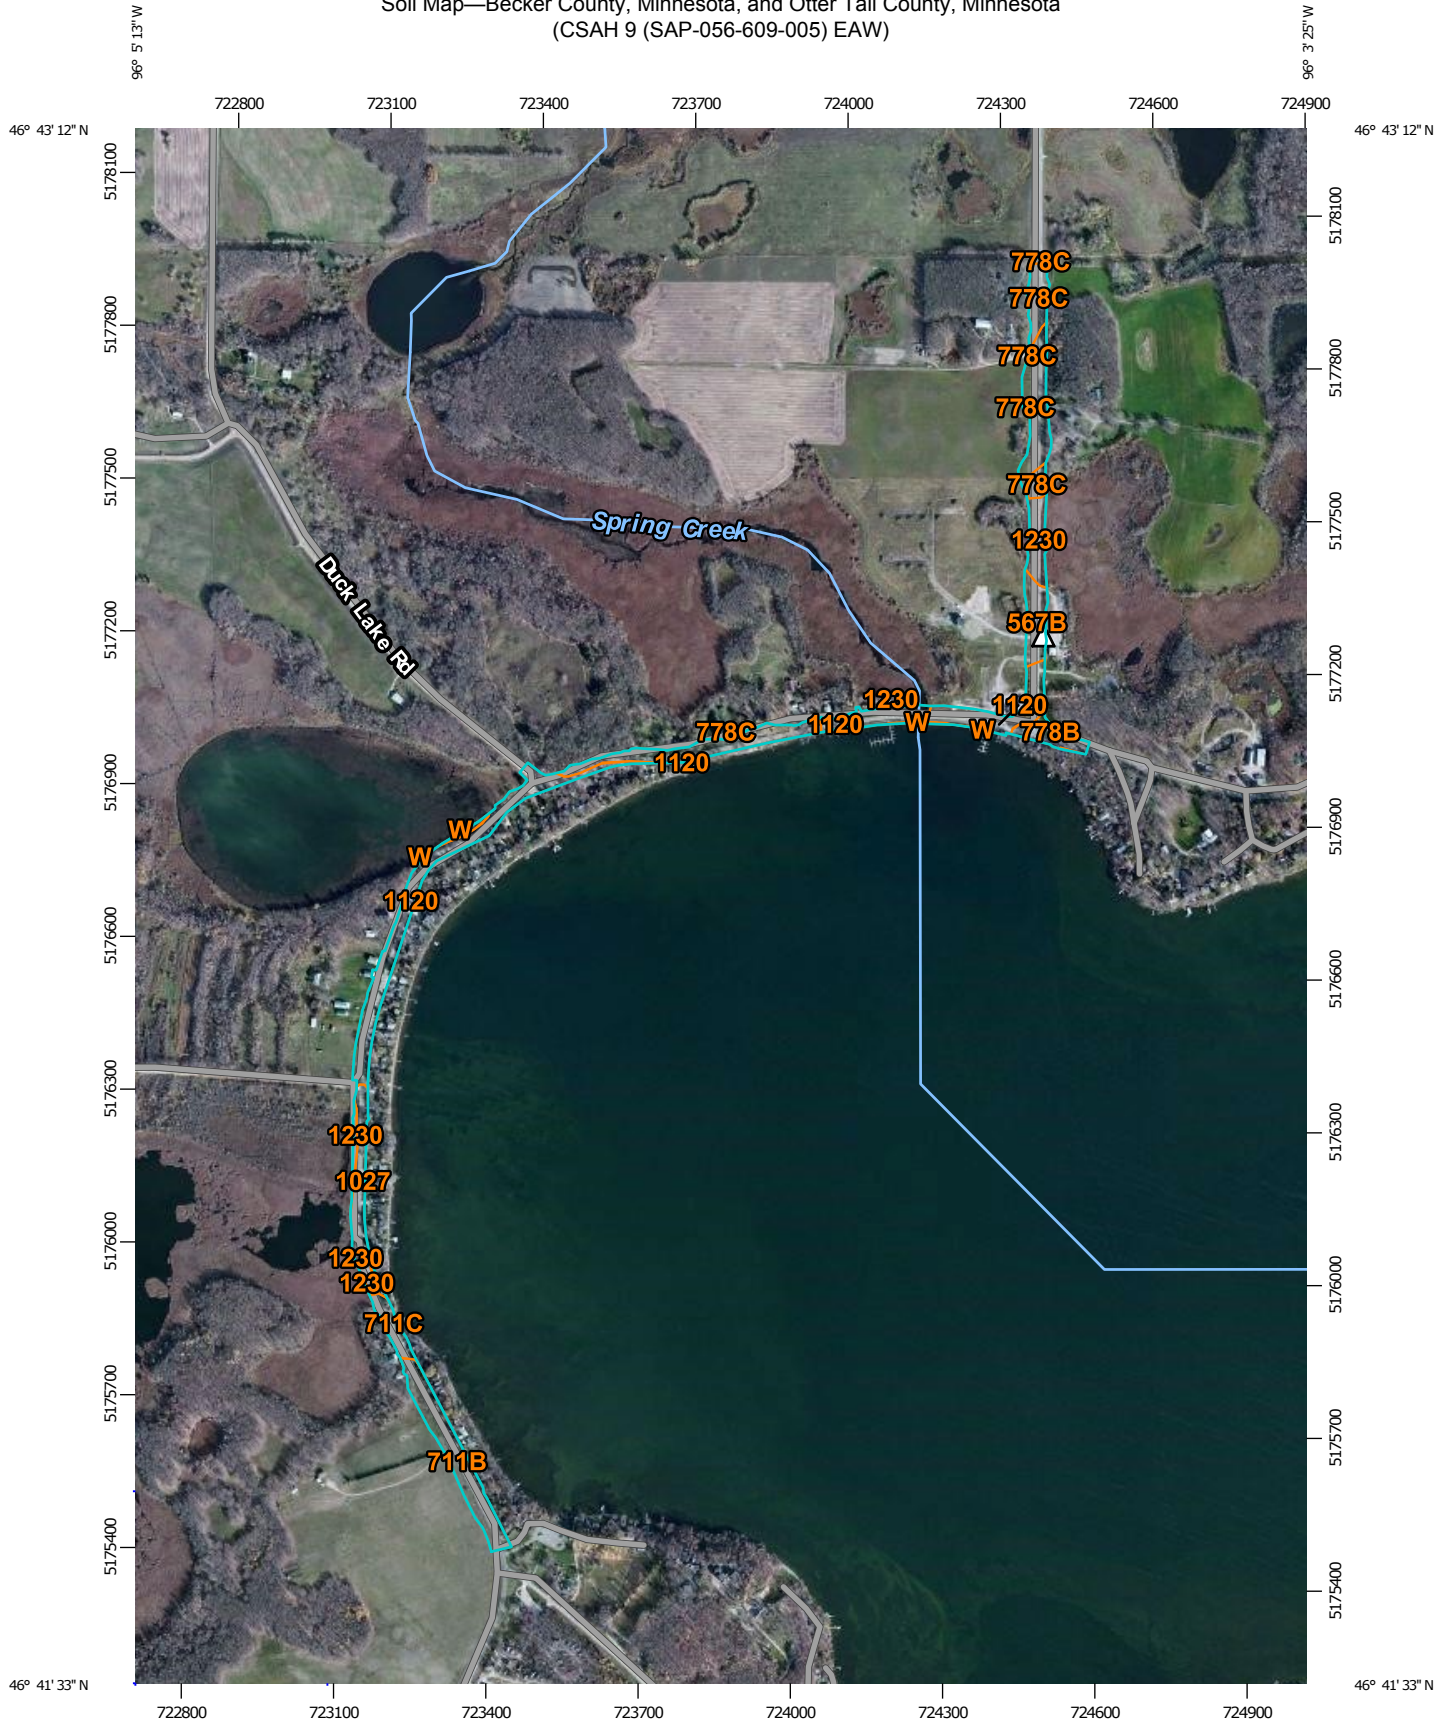 Soil Map—Becker County, Minnesota, and Otter Tail County, Minnesota
(CSAH 9 (SAP-056-609-005) EAW)
96° 5' 13" W
96° 3' 25" W
722800 723100 723400 723700 724000 724300 724600 724900
46° 43' 12" N
46° 43' 12" N
5178100
5178100
778C
778C
5177800
778C
5177800
778C
5177500
778C
Spring Creek
5177500
1230
Duck Lake Rd
5177200
567B
5177200
1230
1120
778C
1120
W
W
778B
1120
5176900
W
5176900
W
1120
5176600
5176600
5176300
1230
5176300
1027
5176000
1230
1230
5176000
711C
5175700
711B
5175700
5175400
5175400
46° 41' 33" N
46° 41' 33" N
722800 723100 723400 723700 724000 724300 724600 724900